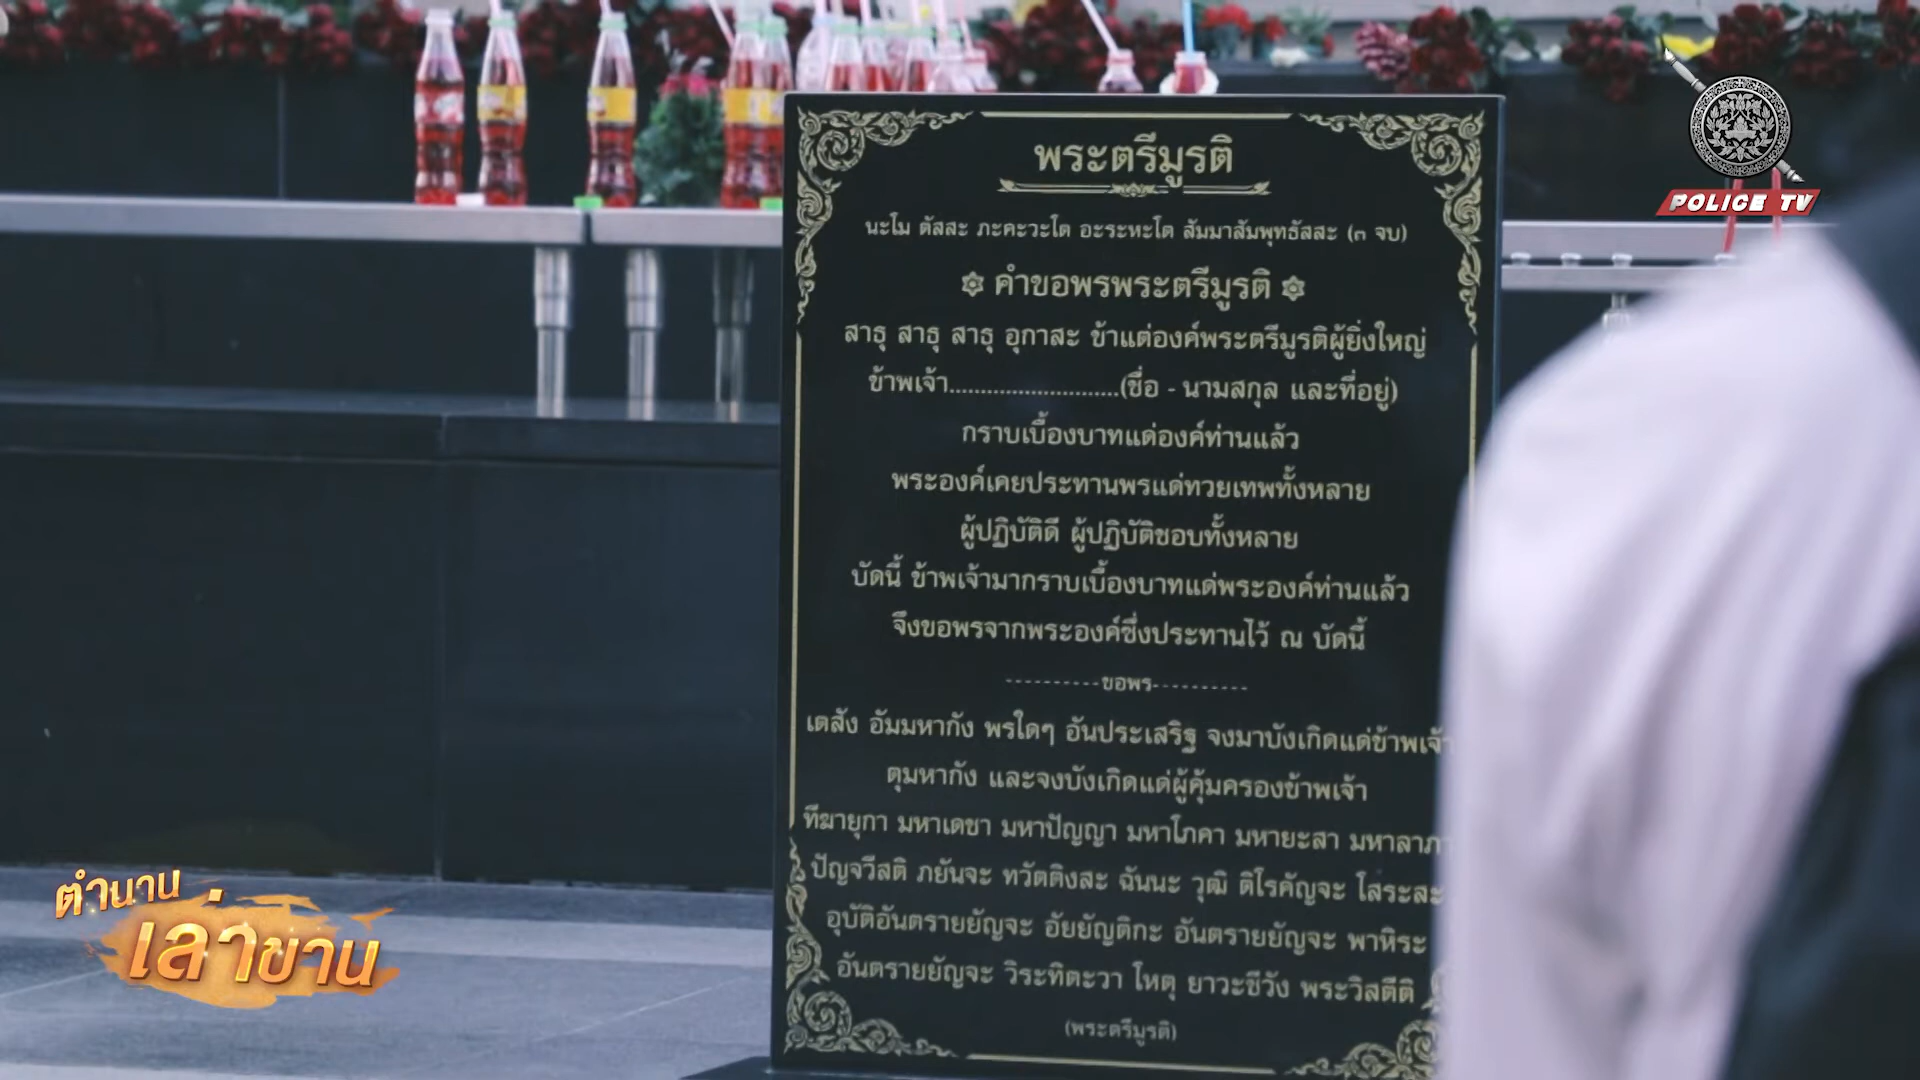 POLICE TV
พระตรีมูรติ
นะโม ตัสสะ ภะคะวะโต อะระหะโต สัมมาสัมพุทธัสสะ (๓ จบ)
คำขอพรพระตรีมูรติ
สาธุ สาธุ สาธุ อุกาสะ ข้าแต่องค์พระตรีมูรติผู้ยิ่งใหญ่
ข้าพเจ้า...........................(ชื่อ - นามสกุล และที่อยู่)
กราบเบื้องบาทแด่องค์ท่านแล้ว
พระองค์เคยประทานพรแด่ทวยเทพทั้งหลาย
ผู้ปฏิบัติดี ผู้ปฏิบัติชอบทั้งหลาย
บัดนี้ ข้าพเจ้ามากราบเบื้องบาทแด่พระองค์ท่านแล้ว
จึงขอพรจากพระองค์ซึ่งประทานไว้ ณ บัดนี้
----------ขอพร----------
เตสัง อัมมหากัง พรใดๆ อันประเสริฐ จงมาบังเกิดแด่ข้าพเจ้า
ตุมหากัง และจงบังเกิดแด่ผู้คุ้มครองข้าพเจ้า
ทีฆายุกา มหาเดชา มหาปัญญา มหาโภคา มหายะสา มหาลาภา
ปัญจวีสติ ภยันจะ ทวัตติงสะ ฉันนะ วุฒิ ติโรคัญจะ โสระสะ
อุบัติอันตรายยัญจะ อัยยัญติกะ อันตรายยัญจะ พาหิระ
อันตรายยัญจะ วิระทิตะวา โหตุ ยาวะชีวัง พระวิสตีติ
(พระตรีมูรติ)
ตำนาน
เล่าขาน